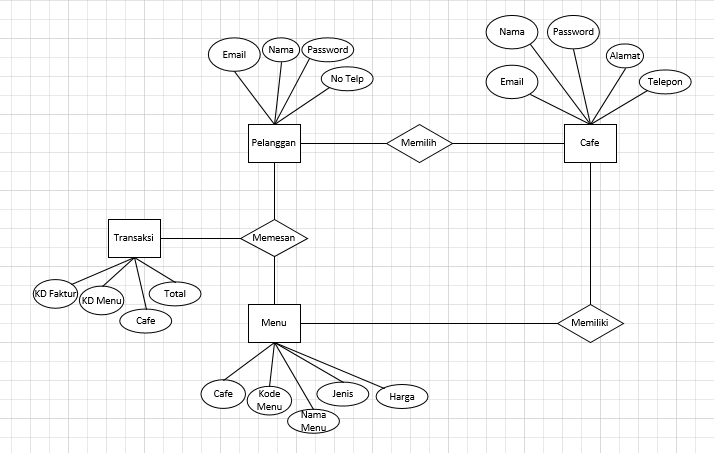 Nama
Password
Email
Nama
Password
Alamat
No Telp
Email
Telepon
Pelanggan
Memilih
Cafe
Transaksi
Memesan
KD Faktur
KD Menu
Total
Cafe
Menu
Memiliki
Cafe
Kode
Menu
Nama
Menu
Jenis
Harga